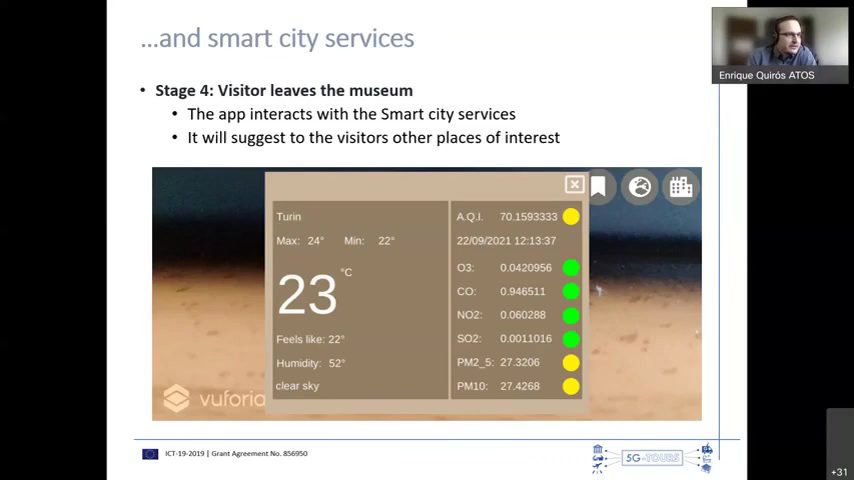 …and smart city services
Enrique Quirós ATOS
• Stage 4: Visitor leaves the museum
• The app interacts with the Smart city services
• It will suggest to the visitors other places of interest
Turin
Max: 24° Min: 22°
23 °C
Feels like: 22°
Humidity: 52°
clear sky
A.Q.I. 70.1593333
22/09/2021 12:13:37
O3: 0.0420956
CO: 0.946511
NO2: 0.060288
SO2: 0.0011016
PM2_5: 27.3206
PM10: 27.4268
vuforia
ICT-19-2019 | Grant Agreement No. 856950
5G-TOURS
+31